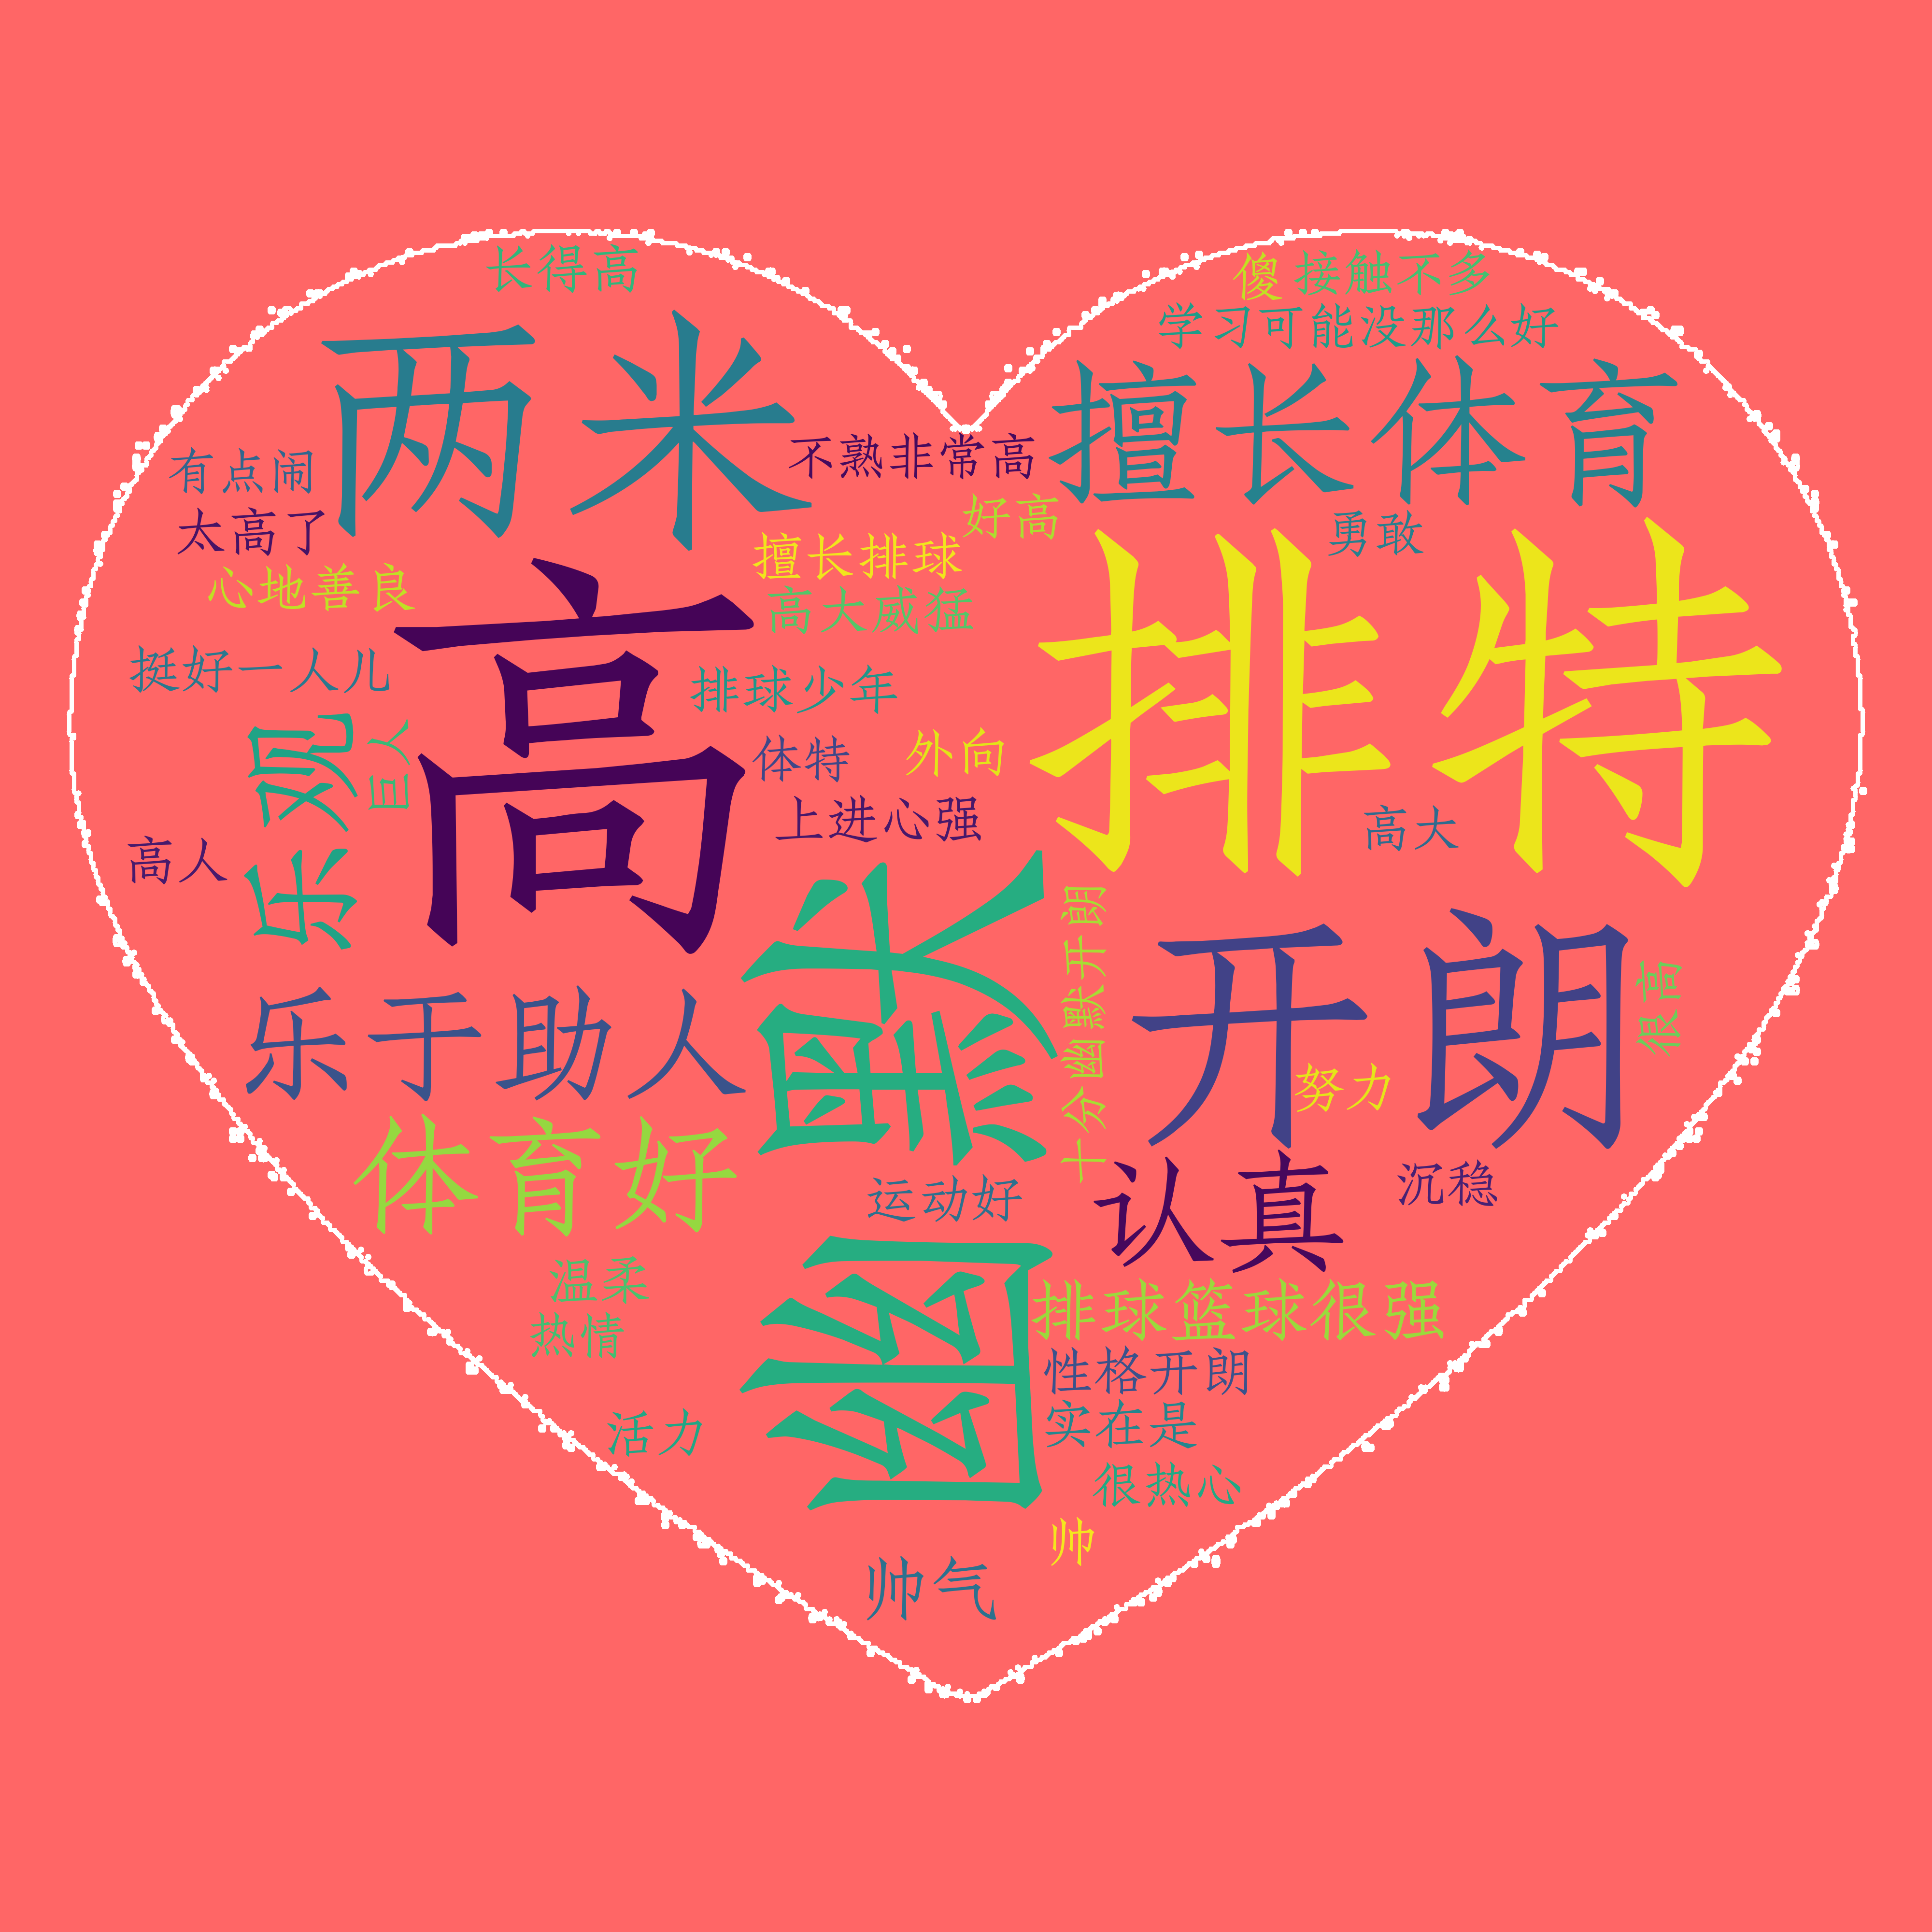 长得高
傻
接触不多
学习可能没那么好
两米
擅长体育
不熟非常高
有点闹
太高了
好高
勇敢
擅长排球
心地善良
高大威猛
排特
高
挺好一人儿
排球少年
乐观
直
体特
外向
上进心强
高大
高人
幽默
十分幽默开朗
开朗
很高
乐于助人
努力
体育好
认真
沉稳
运动好
温柔
热情
排球篮球很强
性格开朗
实在是
很热心
活力
帅
帅气